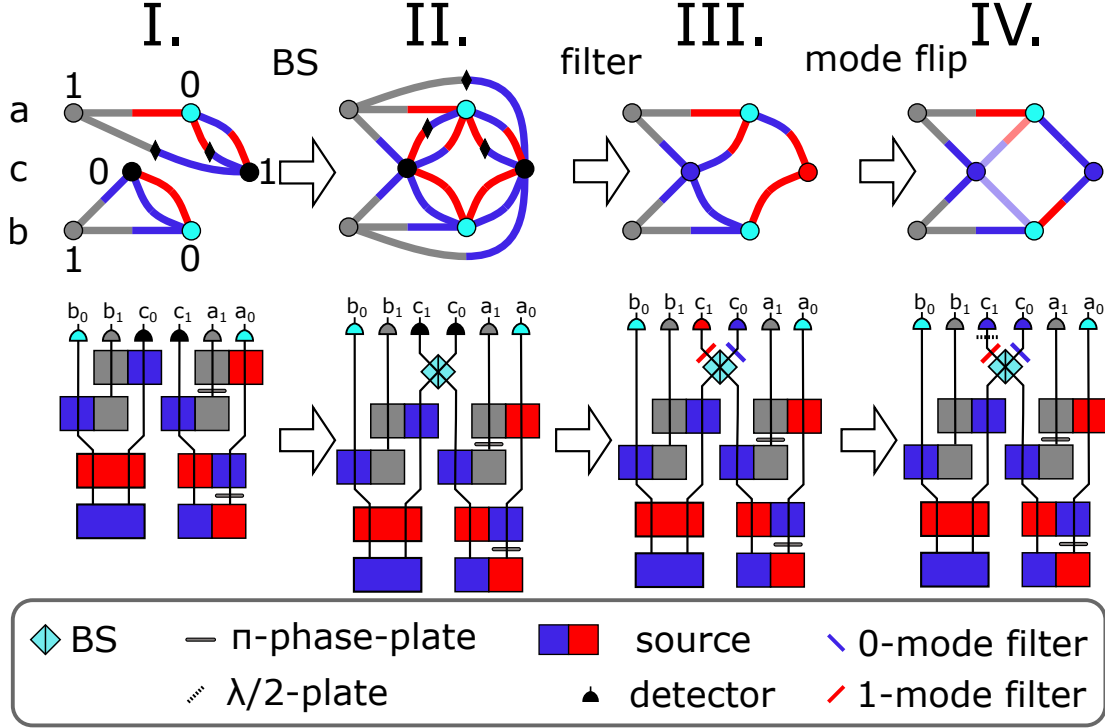 I. II. III. IV.
BS filter mode flip
1 0
a
c 0 1
b
1 0
b₀ b₁ c₀ c₁ a₁ a₀
b₀ b₁ c₁ c₀ a₁ a₀
b₀ b₁ c₁ c₀ a₁ a₀
b₀ b₁ c₁ c₀ a₁ a₀
BS π-phase-plate source 0-mode filter
λ/2-plate detector 1-mode filter